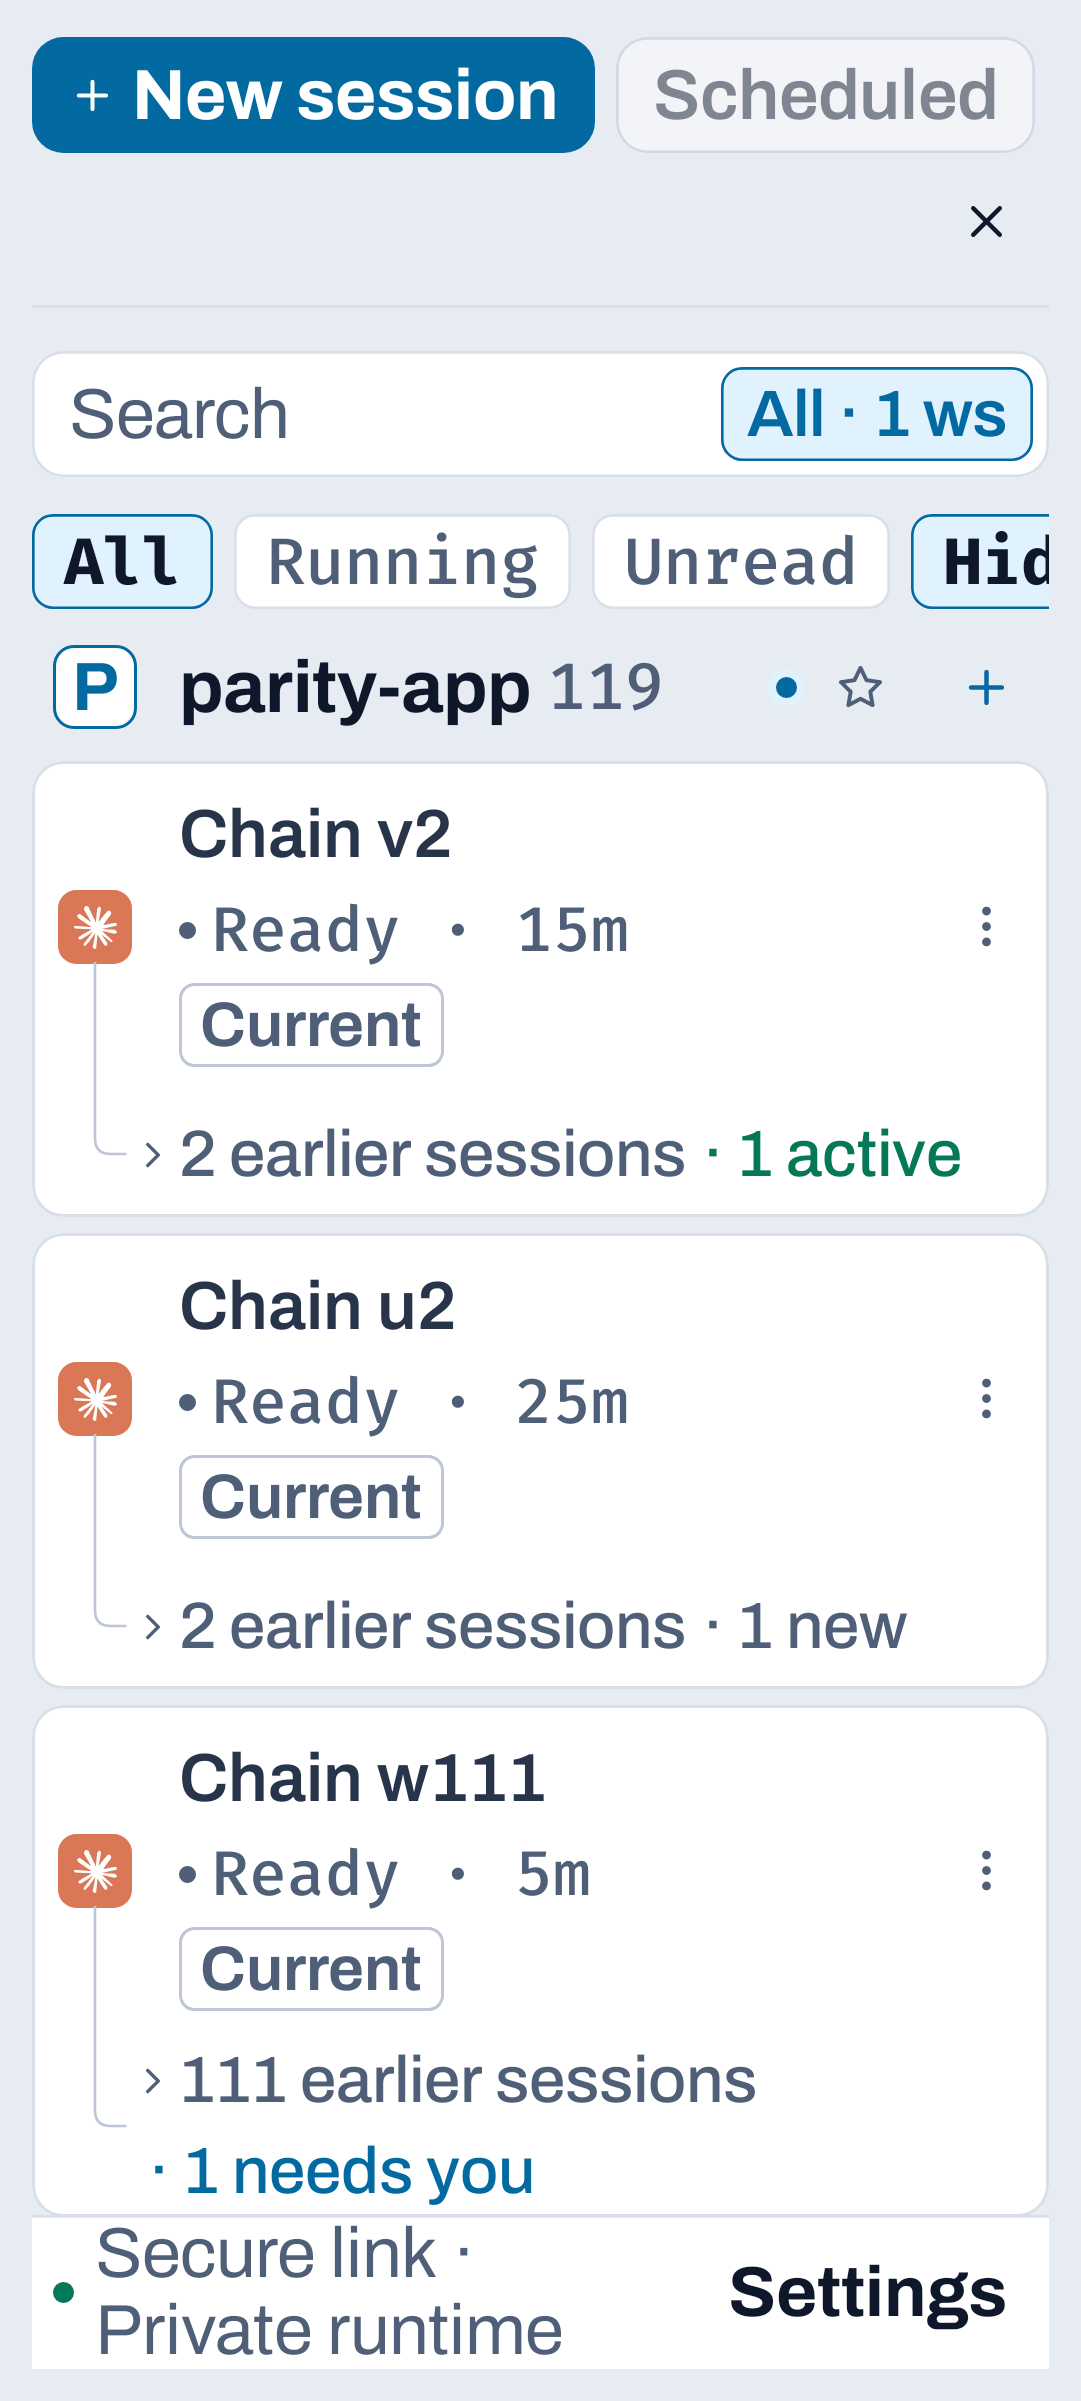 + New session
Scheduled
Search
All · 1 ws
All
Running
Unread
Hid
P
parity-app 119
Chain v2
• Ready · 15m
Current
2 earlier sessions · 1 active
Chain u2
• Ready · 25m
Current
2 earlier sessions · 1 new
Chain w111
• Ready · 5m
Current
111 earlier sessions
· 1 needs you
Secure link ·
Private runtime
Settings